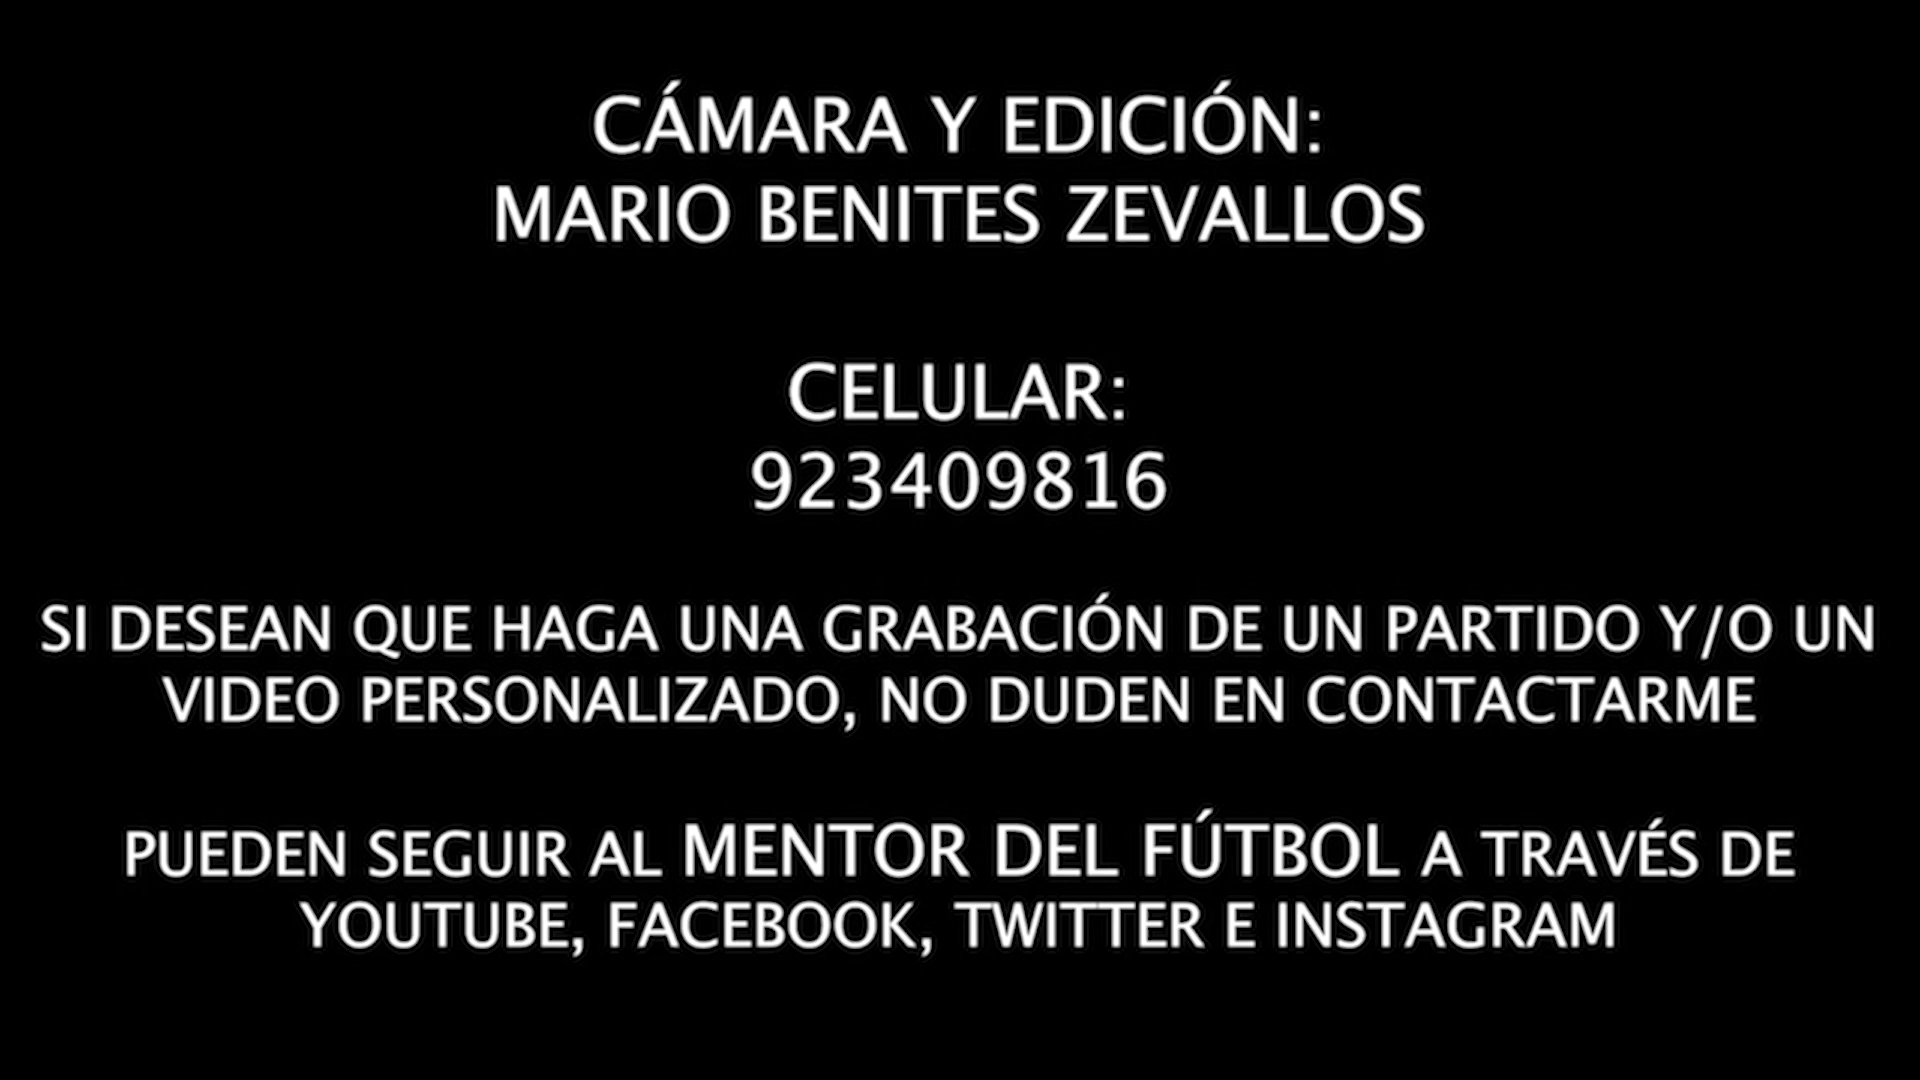 CÁMARA Y EDICIÓN:
MARIO BENITES ZEVALLOS
CELULAR:
923409816
SI DESEAN QUE HAGA UNA GRABACIÓN DE UN PARTIDO Y/O UN
VIDEO PERSONALIZADO, NO DUDEN EN CONTACTARME
PUEDEN SEGUIR AL MENTOR DEL FÚTBOL A TRAVÉS DE
YOUTUBE, FACEBOOK, TWITTER E INSTAGRAM